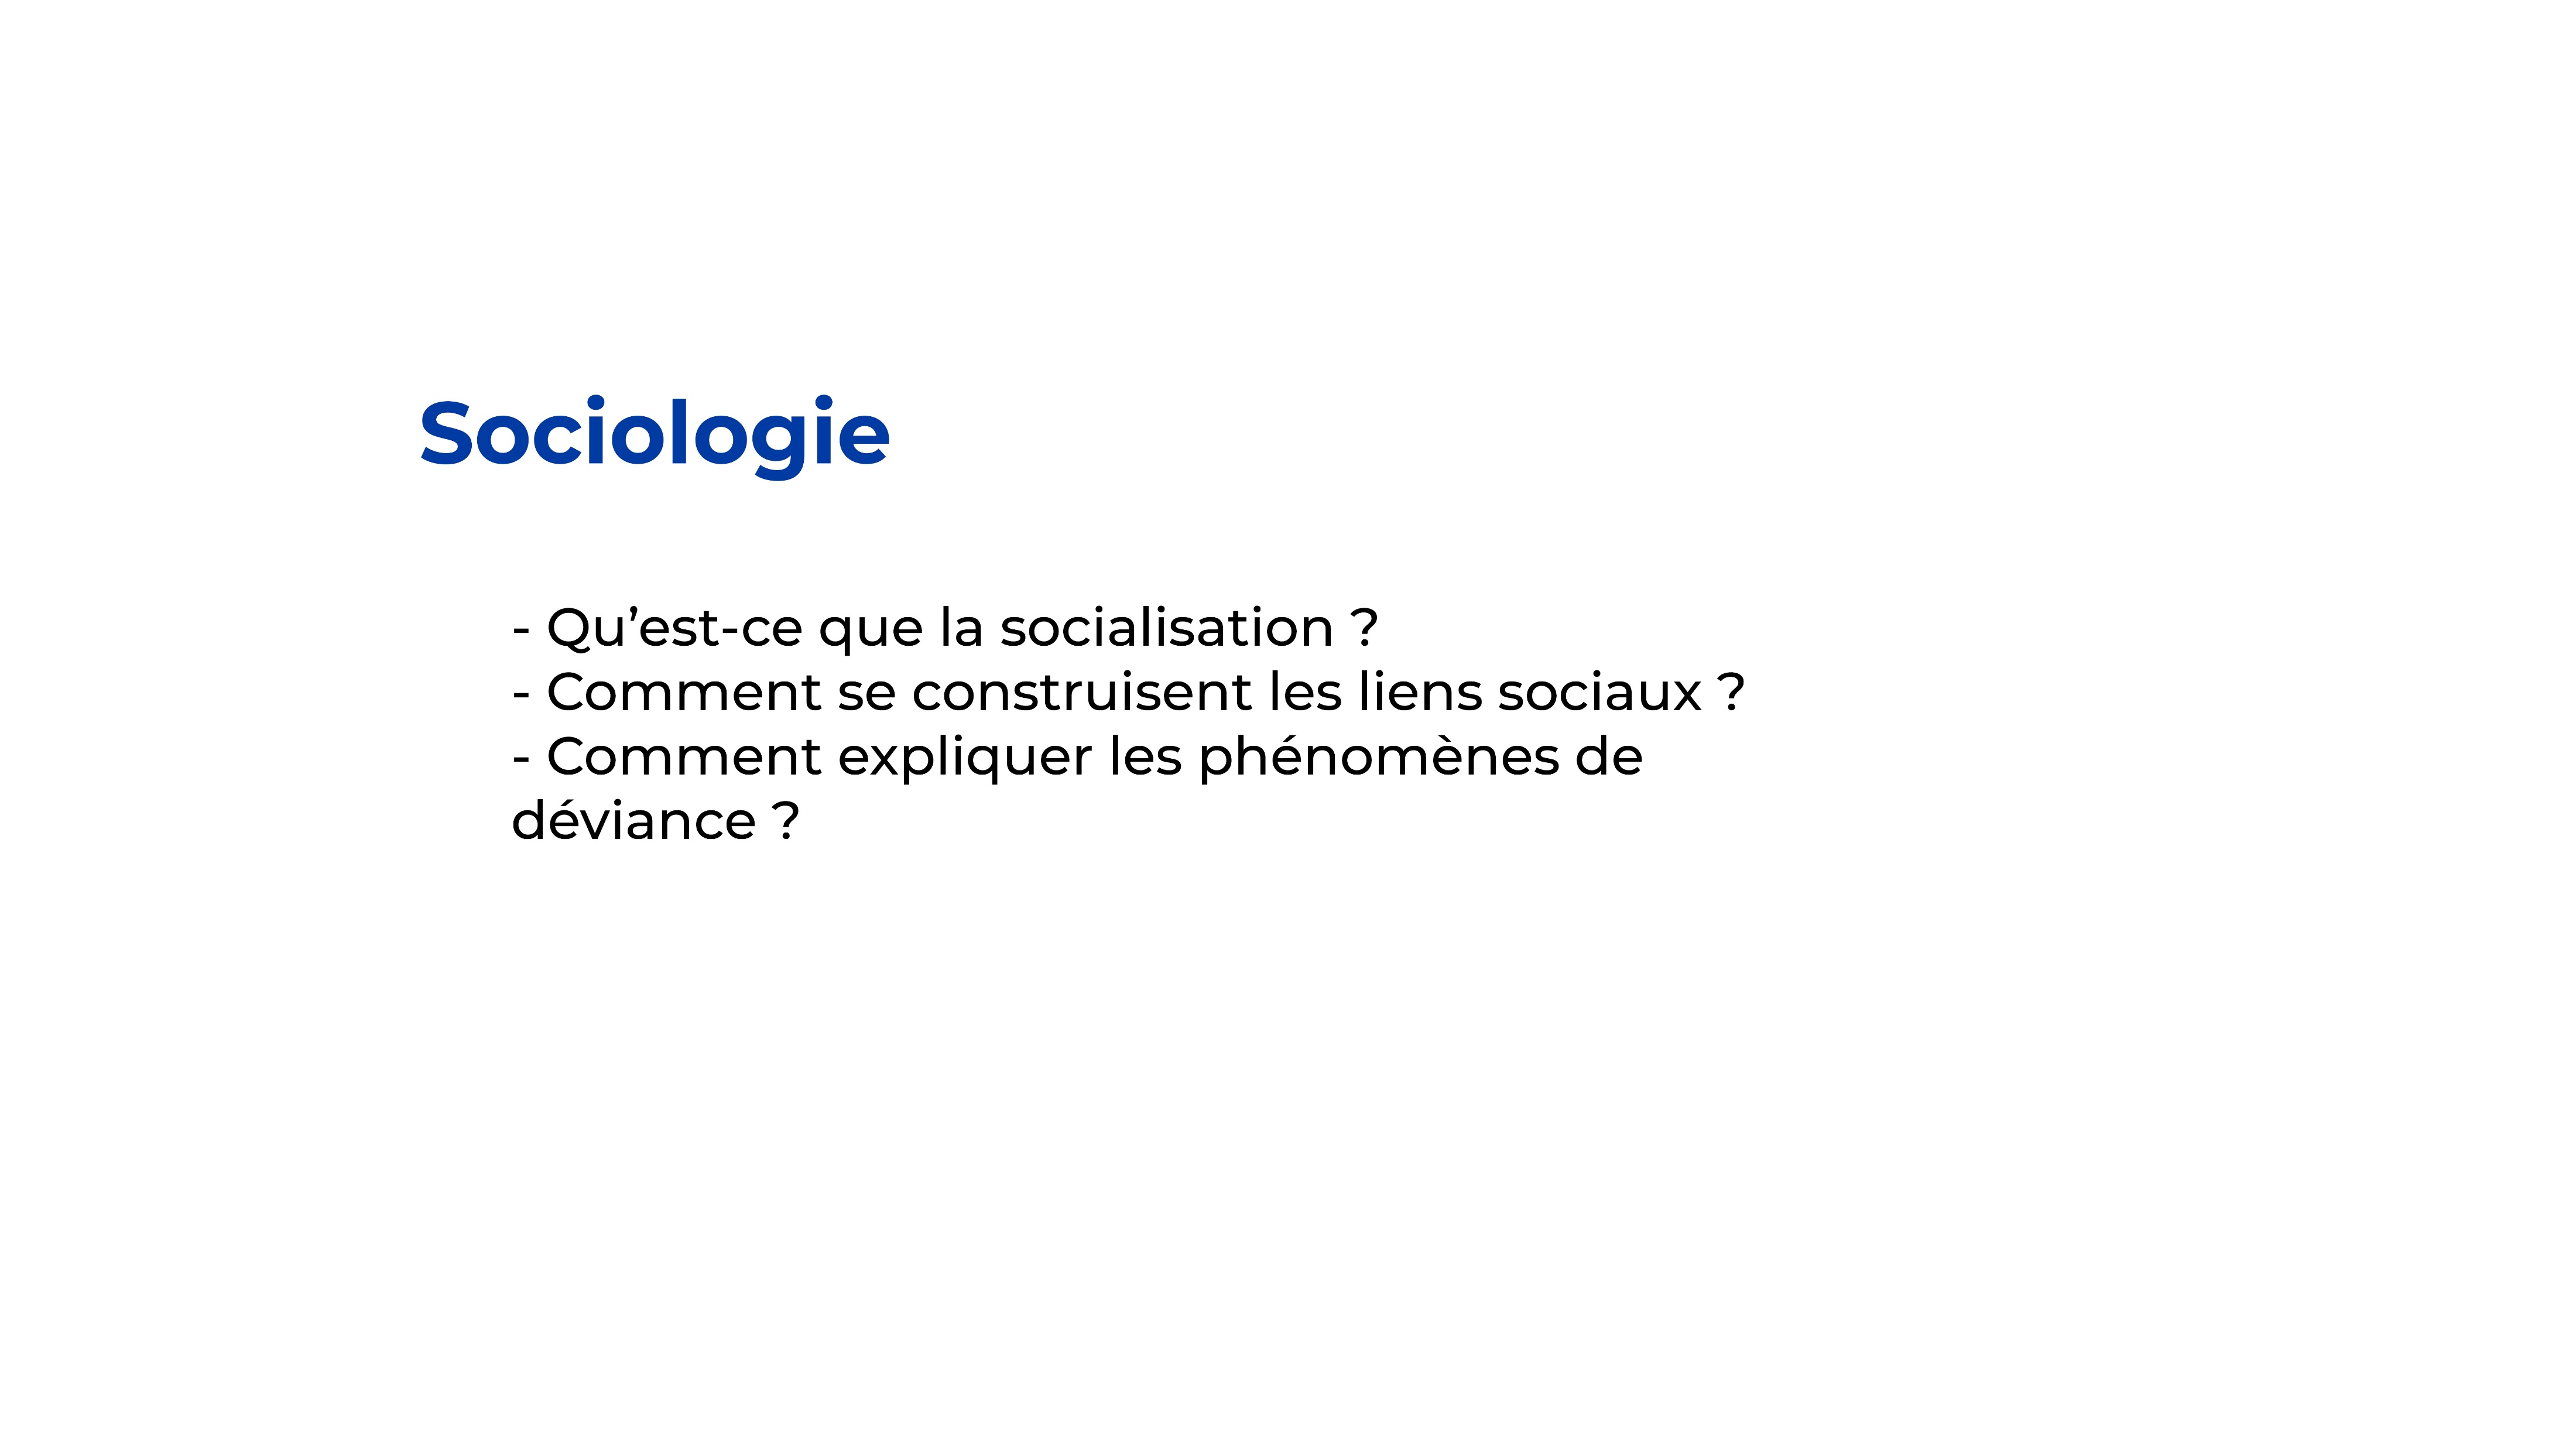 Sociologie
- Qu’est-ce que la socialisation ?
- Comment se construisent les liens sociaux ?
- Comment expliquer les phénomènes de
déviance ?